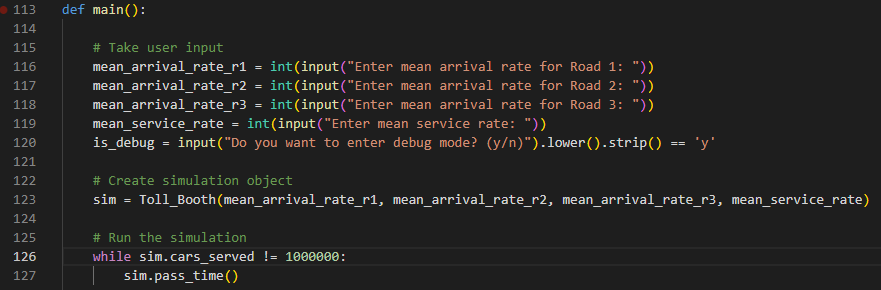 113 def main():
114
115 # Take user input
116 mean_arrival_rate_r1 = int(input("Enter mean arrival rate for Road 1: "))
117 mean_arrival_rate_r2 = int(input("Enter mean arrival rate for Road 2: "))
118 mean_arrival_rate_r3 = int(input("Enter mean arrival rate for Road 3: "))
119 mean_service_rate = int(input("Enter mean service rate: "))
120 is_debug = input("Do you want to enter debug mode? (y/n)").lower().strip() == 'y'
121
122 # Create simulation object
123 sim = Toll_Booth(mean_arrival_rate_r1, mean_arrival_rate_r2, mean_arrival_rate_r3, mean_service_rate)
124
125 # Run the simulation
126 while sim.cars_served != 1000000:
127 sim.pass_time()